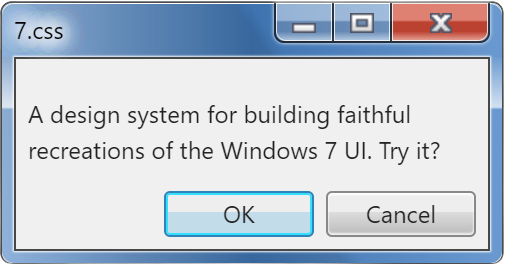 7.css
A design system for building faithful
recreations of the Windows 7 UI. Try it?
OK
Cancel